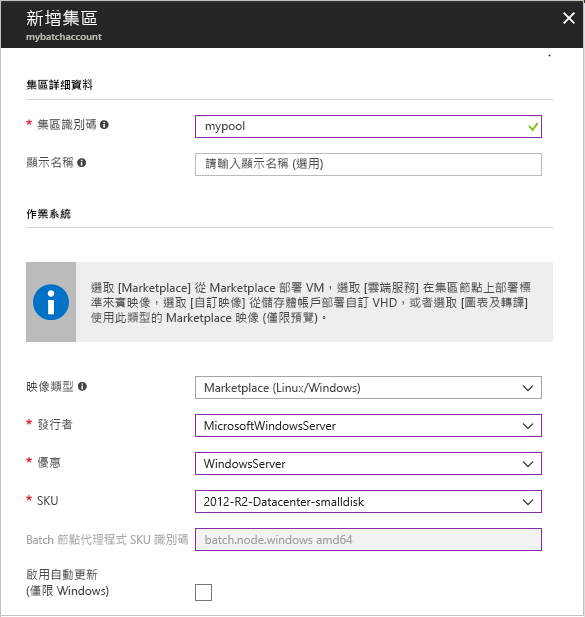 新增集區
mybatchaccount
集區詳細資料
* 集區識別碼
mypool
顯示名稱
請輸入顯示名稱 (選用)
作業系統
選取 [Marketplace] 從 Marketplace 部署 VM，選取 [雲端服務] 在集區節點上部署標
準來賓映像，選取 [自訂映像] 從儲存體帳戶部署自訂 VHD，或者選取 [圖表及轉譯]
使用此類型的 Marketplace 映像 (僅限預覽)。
映像類型
Marketplace (Linux/Windows)
* 發行者
MicrosoftWindowsServer
* 優惠
WindowsServer
* SKU
2012-R2-Datacenter-smalldisk
Batch 節點代理程式 SKU 識別碼
batch.node.windows amd64
啟用自動更新
(僅限 Windows)